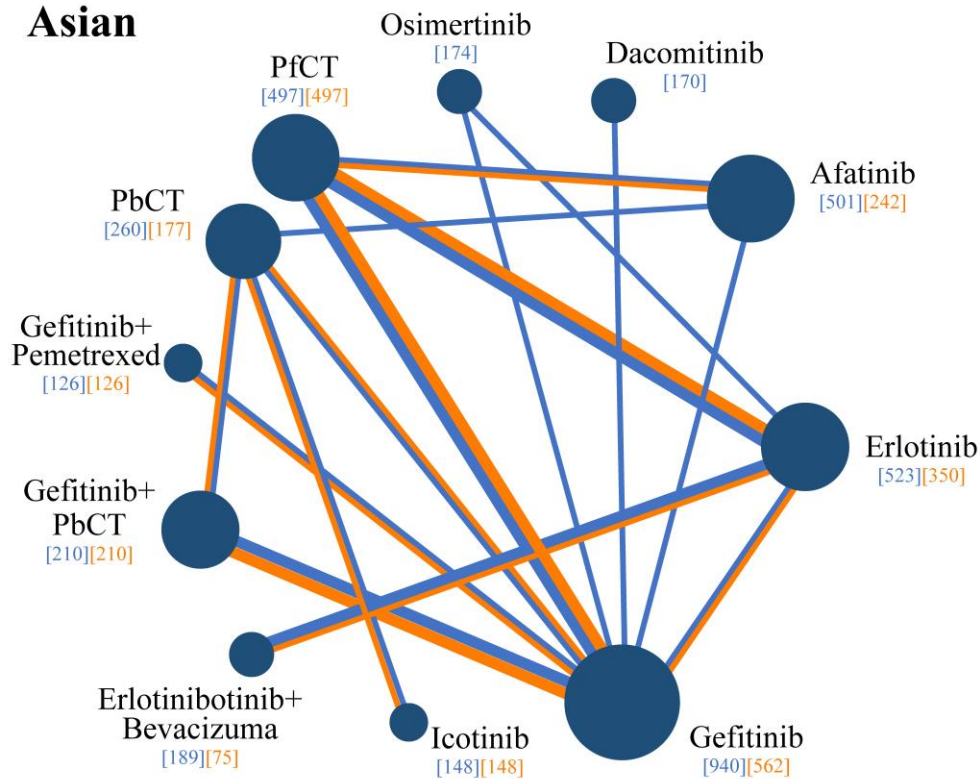 Asian
Osimertinib
[174]
Dacomitinib
[170]
PfCT
[497][497]
Afatinib
[501][242]
PbCT
[260][177]
Gefitinib+
Pemetrexed
[126][126]
Erlotinib
[523][350]
Gefitinib+
PbCT
[210][210]
Erlotinibotinib+
Bevacizuma
[189][75]
Icotinib
[148][148]
Gefitinib
[940][562]